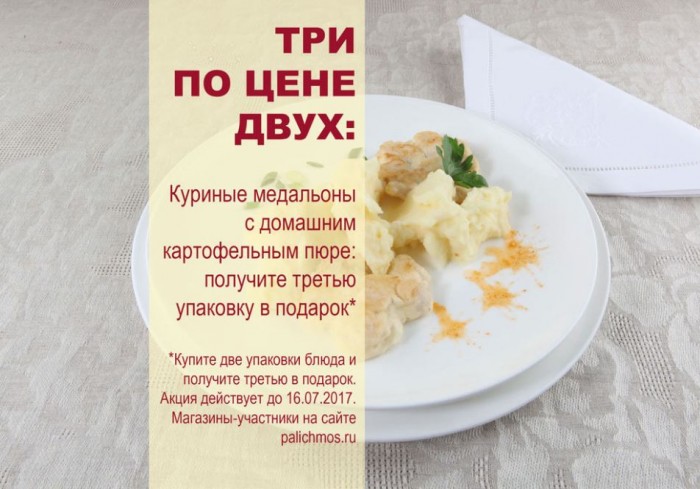 ТРИ
ПО ЦЕНЕ
ДВУХ:
Куриные медальоны
с домашним
картофельным пюре:
получите третью
упаковку в подарок*
*Купите две упаковки блюда и
получите третью в подарок.
Акция действует до 16.07.2017.
Магазины-участники на сайте
palichmos.ru